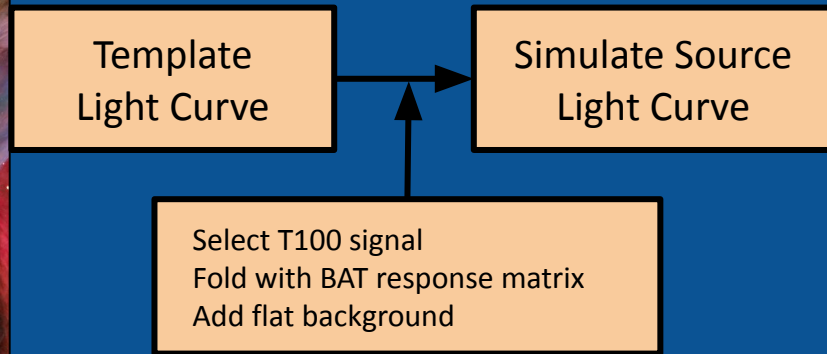 Template
Light Curve
Simulate Source
Light Curve
Select T100 signal
Fold with BAT response matrix
Add flat background